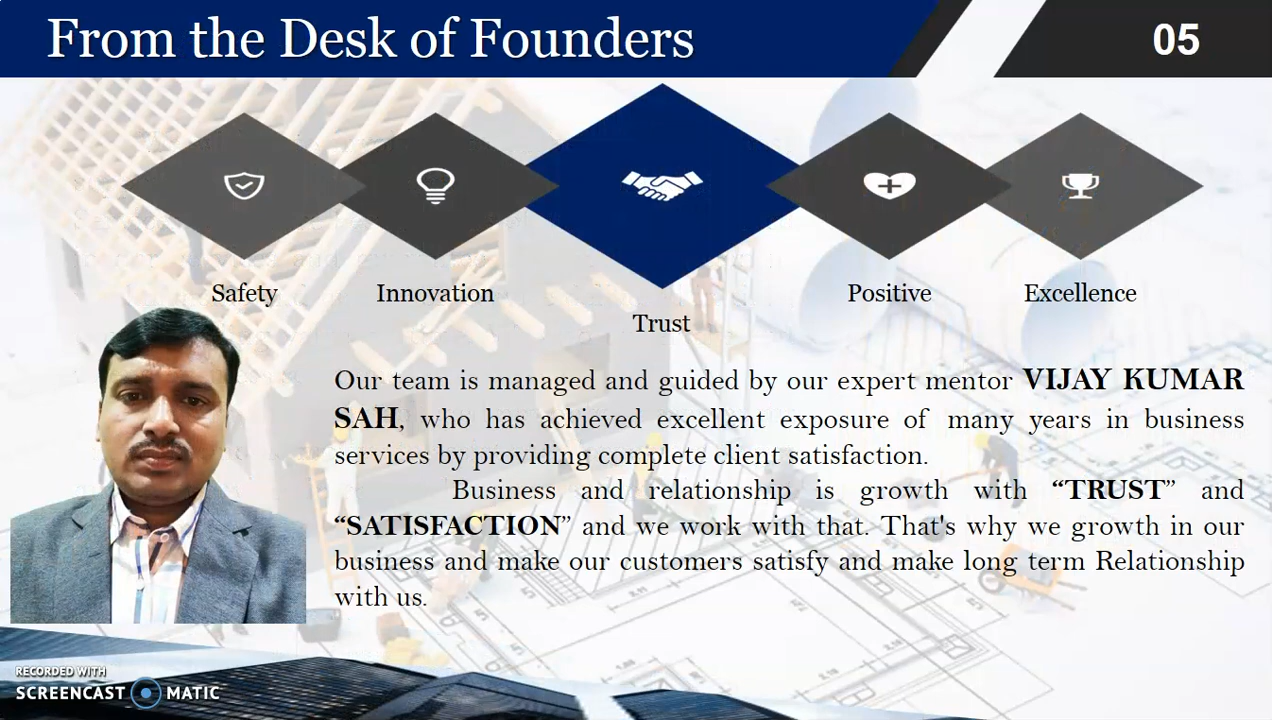 From the Desk of Founders
05
Safety
Innovation
Trust
Positive
Excellence
Our team is managed and guided by our expert mentor VIJAY KUMAR
SAH, who has achieved excellent exposure of many years in business
services by providing complete client satisfaction.
Business and relationship is growth with “TRUST” and
“SATISFACTION” and we work with that. That's why we growth in our
business and make our customers satisfy and make long term Relationship
with us.
RECORDED WITH
SCREENCAST MATIC